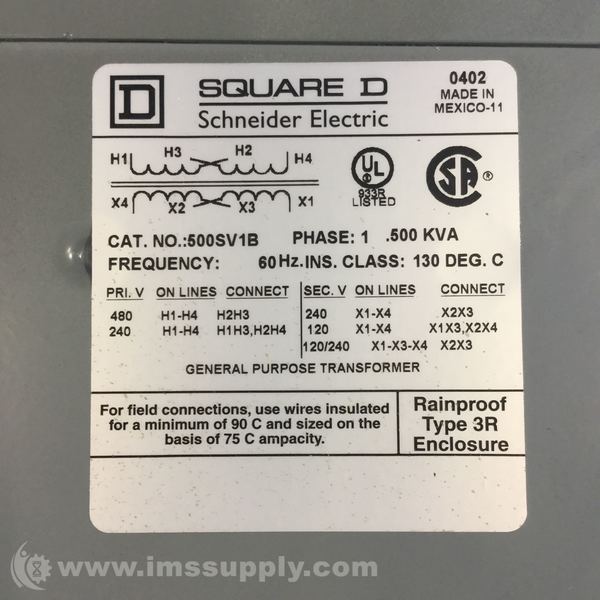 D
SQUARE D
Schneider Electric
0402
MADE IN
MEXICO-11
H1 H3 H2 H4
X4 X2 X3 X1
UL
933R
LISTED
SA ®
CAT. NO.:500SV1B PHASE: 1 .500 KVA
FREQUENCY: 60 Hz. INS. CLASS: 130 DEG. C
PRI. V ON LINES CONNECT SEC. V ON LINES CONNECT
480 H1-H4 H2H3 240 X1-X4 X2X3
240 H1-H4 H1H3,H2H4 120 X1-X4 X1X3,X2X4
120/240 X1-X3-X4 X2X3
GENERAL PURPOSE TRANSFORMER
For field connections, use wires insulated
for a minimum of 90 C and sized on the
basis of 75 C ampacity.
Rainproof
Type 3R
Enclosure
www.imssupply.com